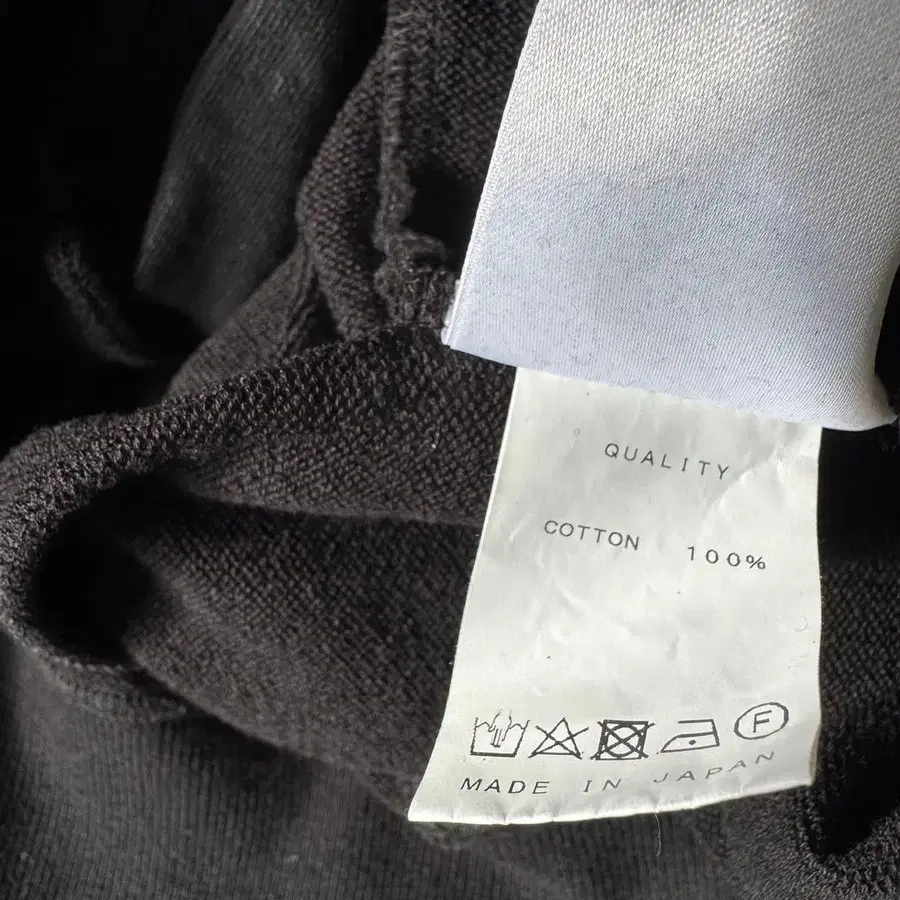 QUALITY
COTTON 100%
F
MADE IN JAPAN